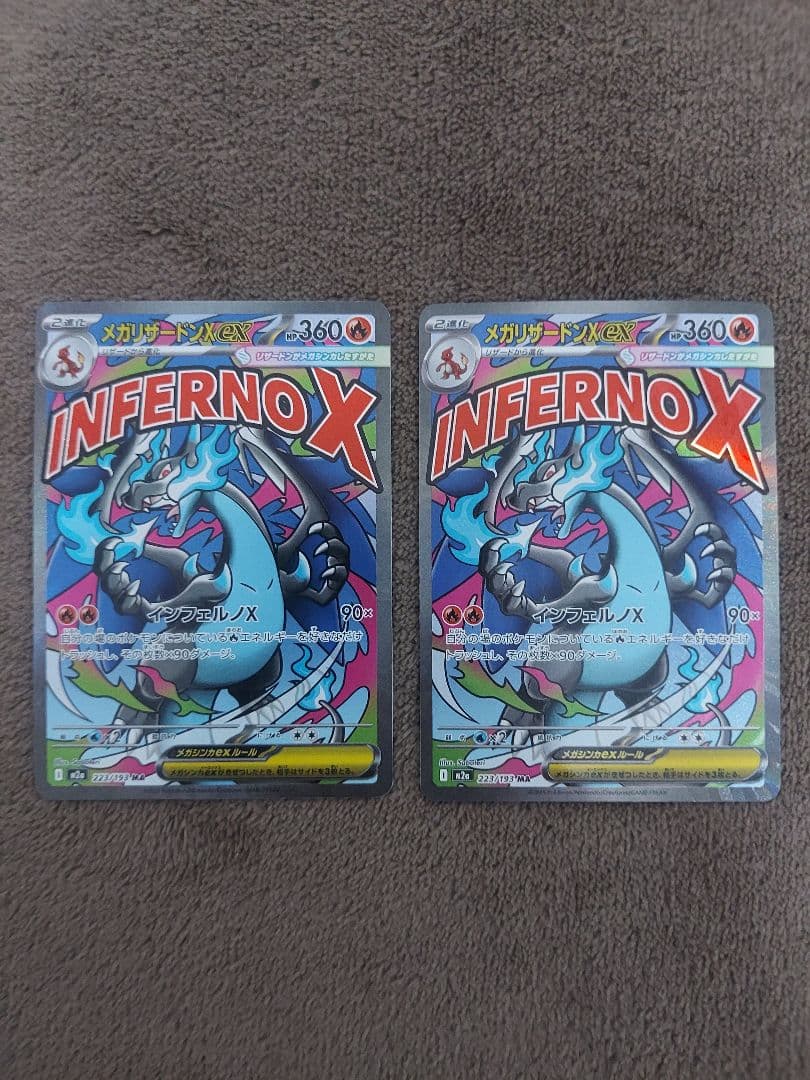 2進化
メガリザードンXex
HP360
リザードから進化
リザードンがメガシンカしたすがた
INFERNO X
インフェルノX 90×
自分の場のポケモンについているエネルギーを好きなだけ
トラッシュし、その枚数×90ダメージ。
×2
メガシンカexルール
メガシンカexがきぜつしたとき、相手はサイドを3枚とる。
Illus.
I M2a 223/193 MA
2進化
メガリザードンXex
HP360
リザードから進化
リザードンがメガシンカしたすがた
INFERNO X
インフェルノX 90×
自分の場のポケモンについているエネルギーを好きなだけ
トラッシュし、その枚数×90ダメージ。
×2
メガシンカexルール
メガシンカexがきぜつしたとき、相手はサイドを3枚とる。
Illus.
I M2a 223/193 MA